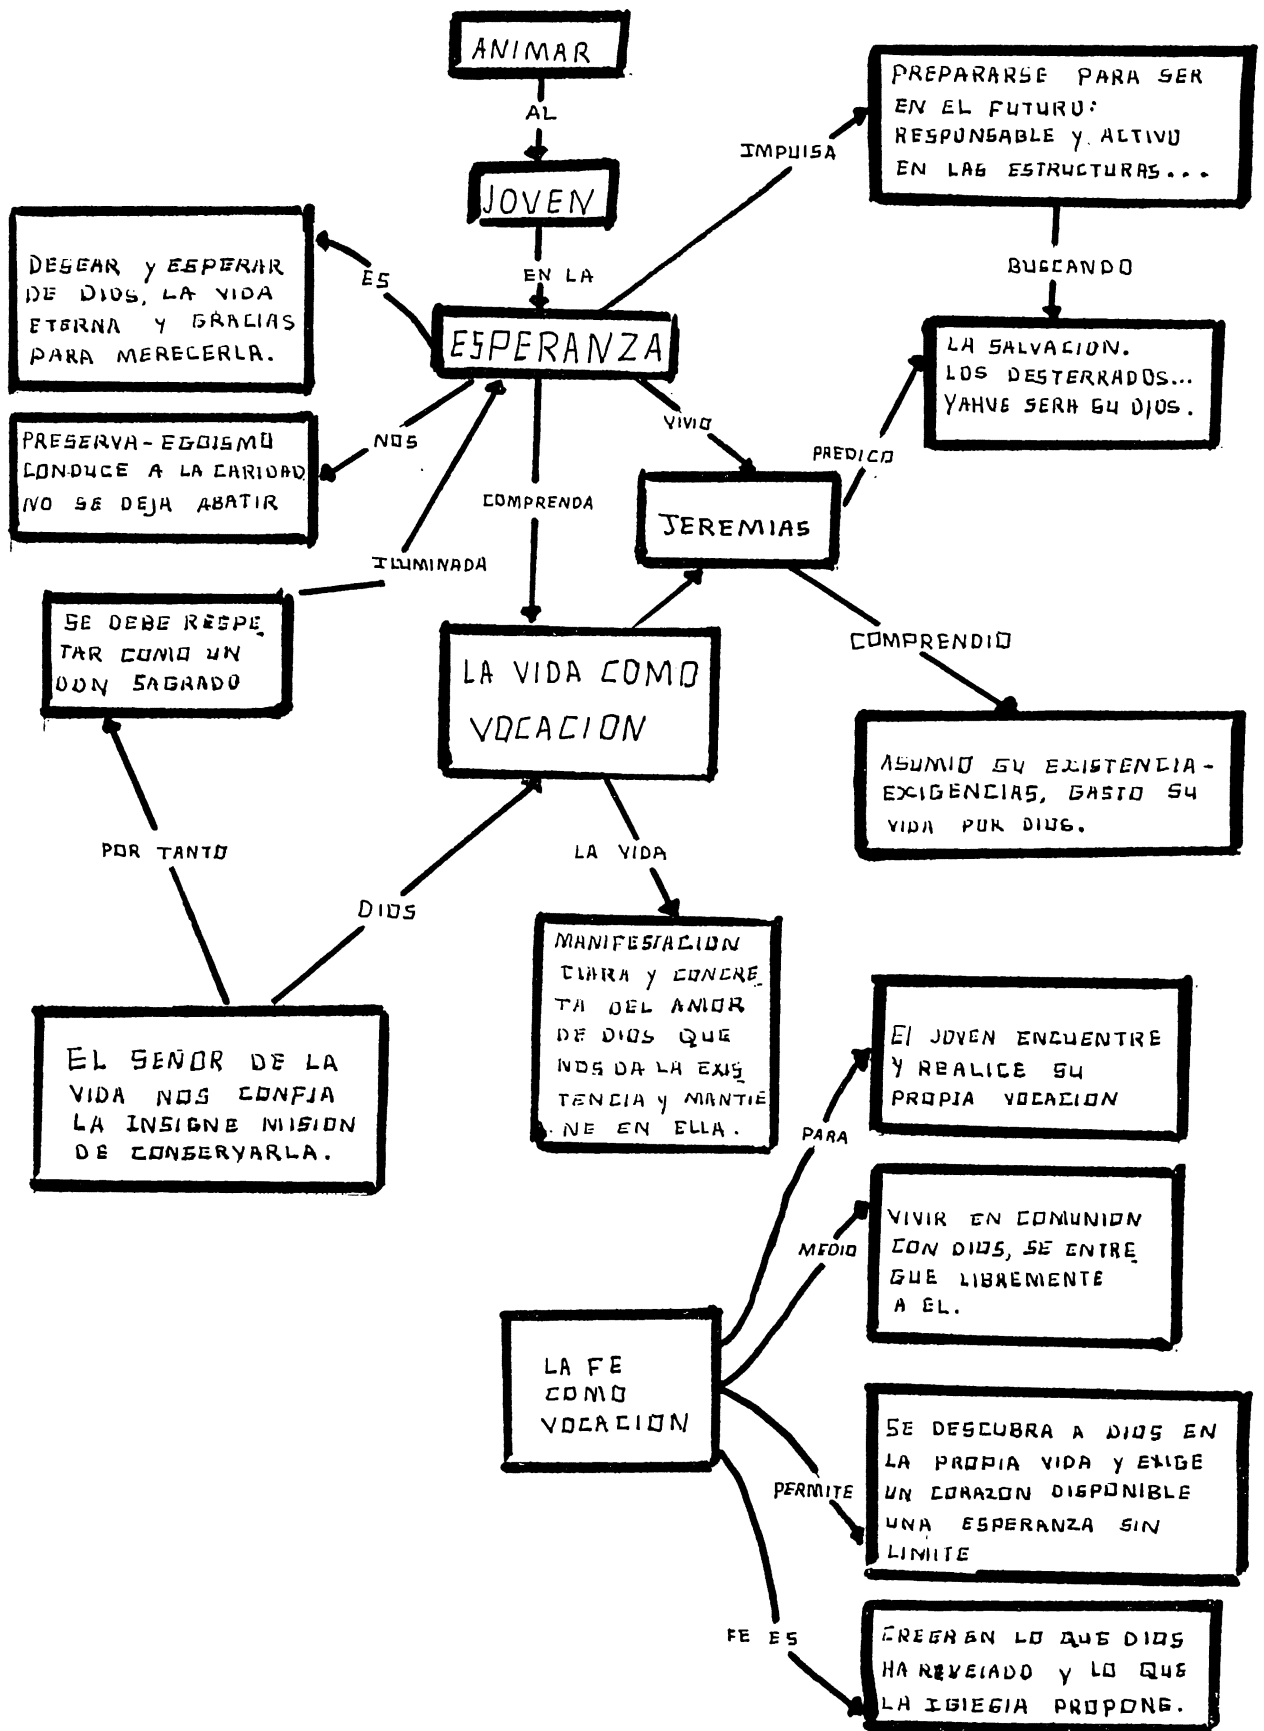 ANIMAR
AL
JOVEN
EN LA
ESPERANZA
IMPULSA
PREPARARSE PARA SER
EN EL FUTURO:
RESPONSABLE Y ACTIVO
EN LAS ESTRUCTURAS...
BUSCANDO
LA SALVACION.
LOS DESTERRADOS...
YAHVE SERA SU DIOS.
ES
DESEAR Y ESPERAR
DE DIOS, LA VIDA
ETERNA Y GRACIAS
PARA MERECERLA.
NOS
PRESERVA-EGOISMO
CONDUCE A LA CARIDAD
NO SE DEJA ABATIR
VIVIO
PREDICO
JEREMIAS
COMPRENDA
ILUMINADA
SE DEBE RESPE
TAR COMO UN
DON SAGRADO
LA VIDA COMO
VOCACION
COMPRENDIO
ASUMIO SU EXISTENCIA-
EXIGENCIAS, GASTO SU
VIDA POR DIOS.
POR TANTO
DIOS
LA VIDA
MANIFESTACION
CLARA Y CONCRE
TA DEL AMOR
DE DIOS QUE
NOS DA LA EXIS
TENCIA Y MANTIE
NE EN ELLA.
EL SEÑOR DE LA
VIDA NOS CONFIA
LA INSIGNE MISION
DE CONSERVARLA.
El JOVEN ENCUENTRE
Y REALICE SU
PROPIA VOCACION
PARA
MEDIO
VIVIR EN COMUNION
CON DIOS, SE ENTRE
GUE LIBREMENTE
A EL.
LA FE
COMO
VOCACION
PERMITE
SE DESCUBRA A DIOS EN
LA PROPIA VIDA Y EXIGE
UN CORAZON DISPONIBLE
UNA ESPERANZA SIN
LIMITE
FE ES
CREER EN LO QUE DIOS
HA REVELADO Y LO QUE
LA IGLESIA PROPONE.